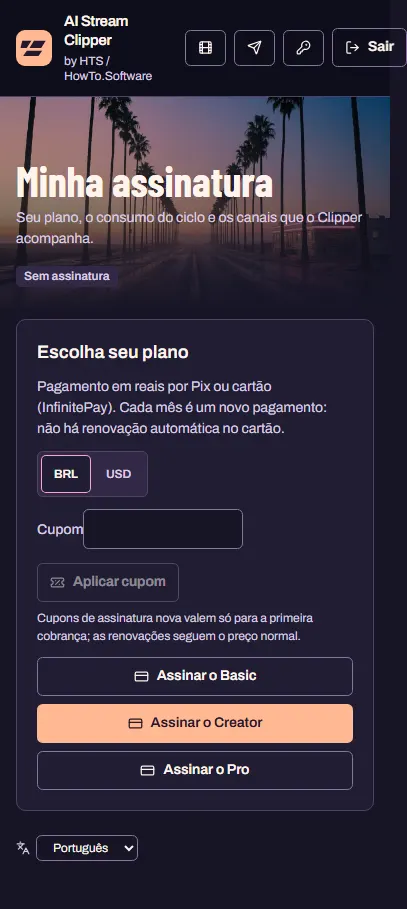 AI Stream
Clipper
by HTS /
HowTo.Software
Sair
Minha assinatura
Seu plano, o consumo do ciclo e os canais que o Clipper
acompanha.
Sem assinatura
Escolha seu plano
Pagamento em reais por Pix ou cartão
(InfinitePay). Cada mês é um novo pagamento:
não há renovação automática no cartão.
BRL USD
Cupom
Aplicar cupom
Cupons de assinatura nova valem só para a primeira
cobrança; as renovações seguem o preço normal.
Assinar o Basic
Assinar o Creator
Assinar o Pro
Português